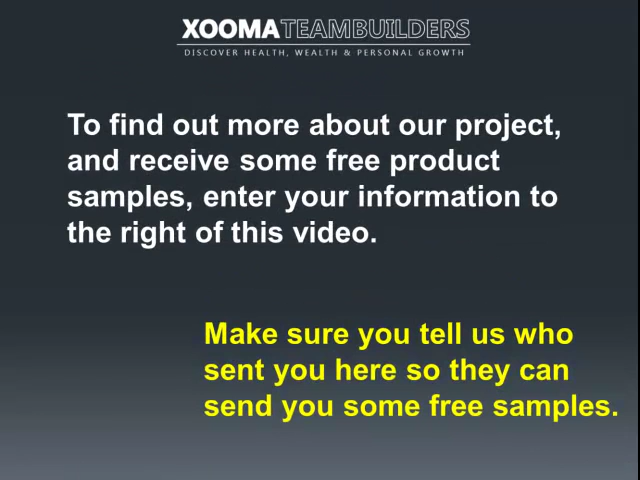 XOOMATEAMBUILDERS
DISCOVER HEALTH, WEALTH & PERSONAL GROWTH
To find out more about our project,
and receive some free product
samples, enter your information to
the right of this video.
Make sure you tell us who
sent you here so they can
send you some free samples.